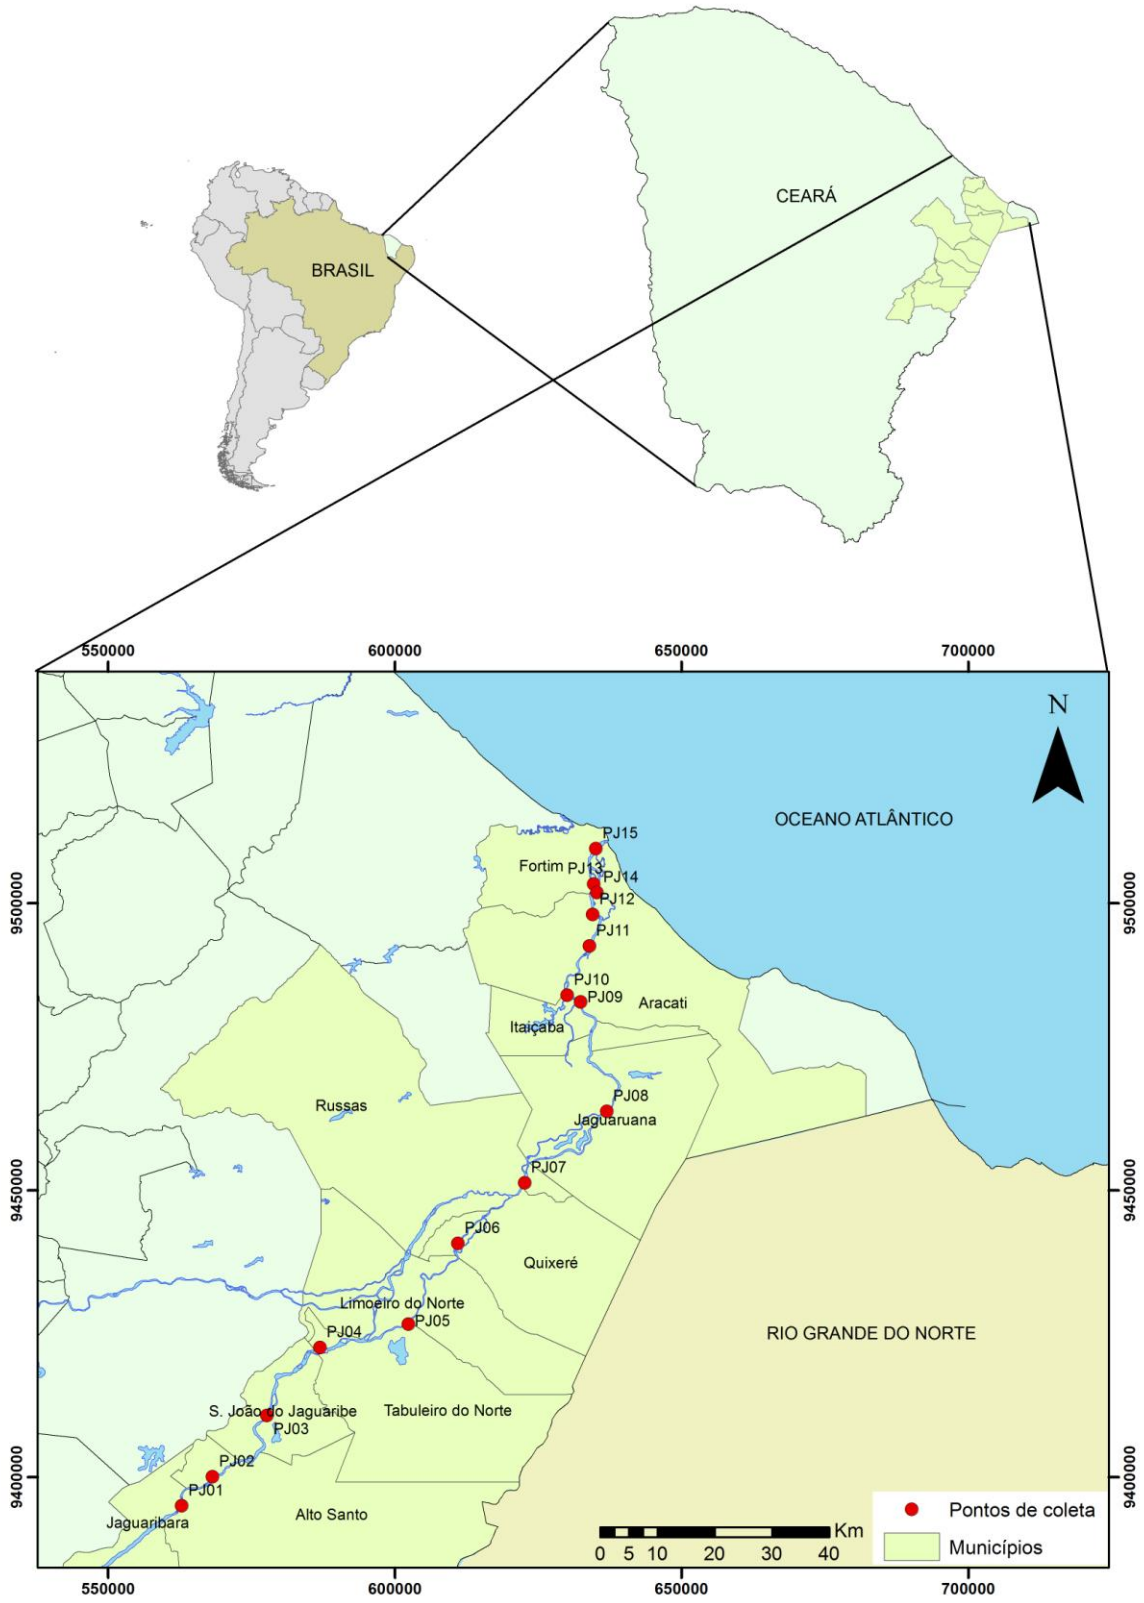 CEARÁ
BRASIL
550000
600000
650000
700000
N
OCEANO ATLÂNTICO
PJ15
Fortim
PJ13
PJ14
PJ12
9500000
9500000
PJ11
PJ10
PJ09
Aracati
Itaiçaba
PJ08
Russas
Jaguaruana
PJ07
9450000
9450000
PJ06
Quixeré
Limoeiro do Norte
PJ05
PJ04
RIO GRANDE DO NORTE
S. João do Jaguaribe
Tabuleiro do Norte
PJ03
PJ02
9400000
9400000
PJ01
Alto Santo
Jaguaribara
Pontos de coleta
Municípios
Km
0 5 10 20 30 40
550000
600000
650000
700000